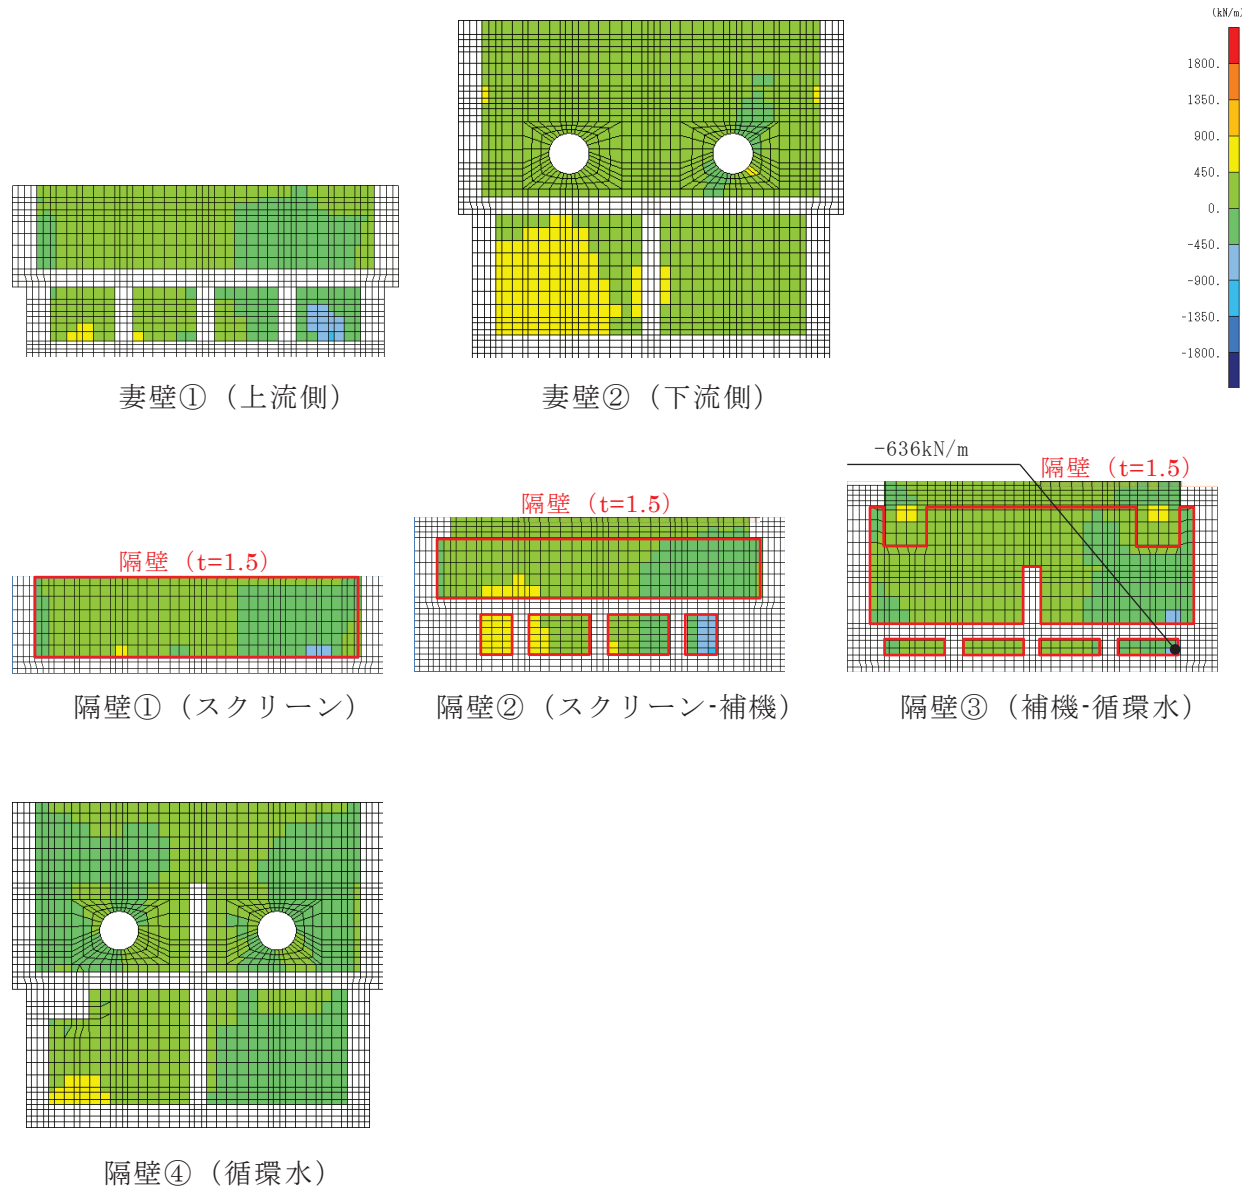 (kN/m)
1800.
1350.
900.
450.
0.
-450.
-900.
-1350.
-1800.
妻壁①（上流側）
妻壁②（下流側）
-636kN/m
隔壁（t=1.5）
隔壁（t=1.5）
隔壁（t=1.5）
隔壁①（スクリーン）
隔壁②（スクリーン-補機）
隔壁③（補機-循環水）
隔壁④（循環水）